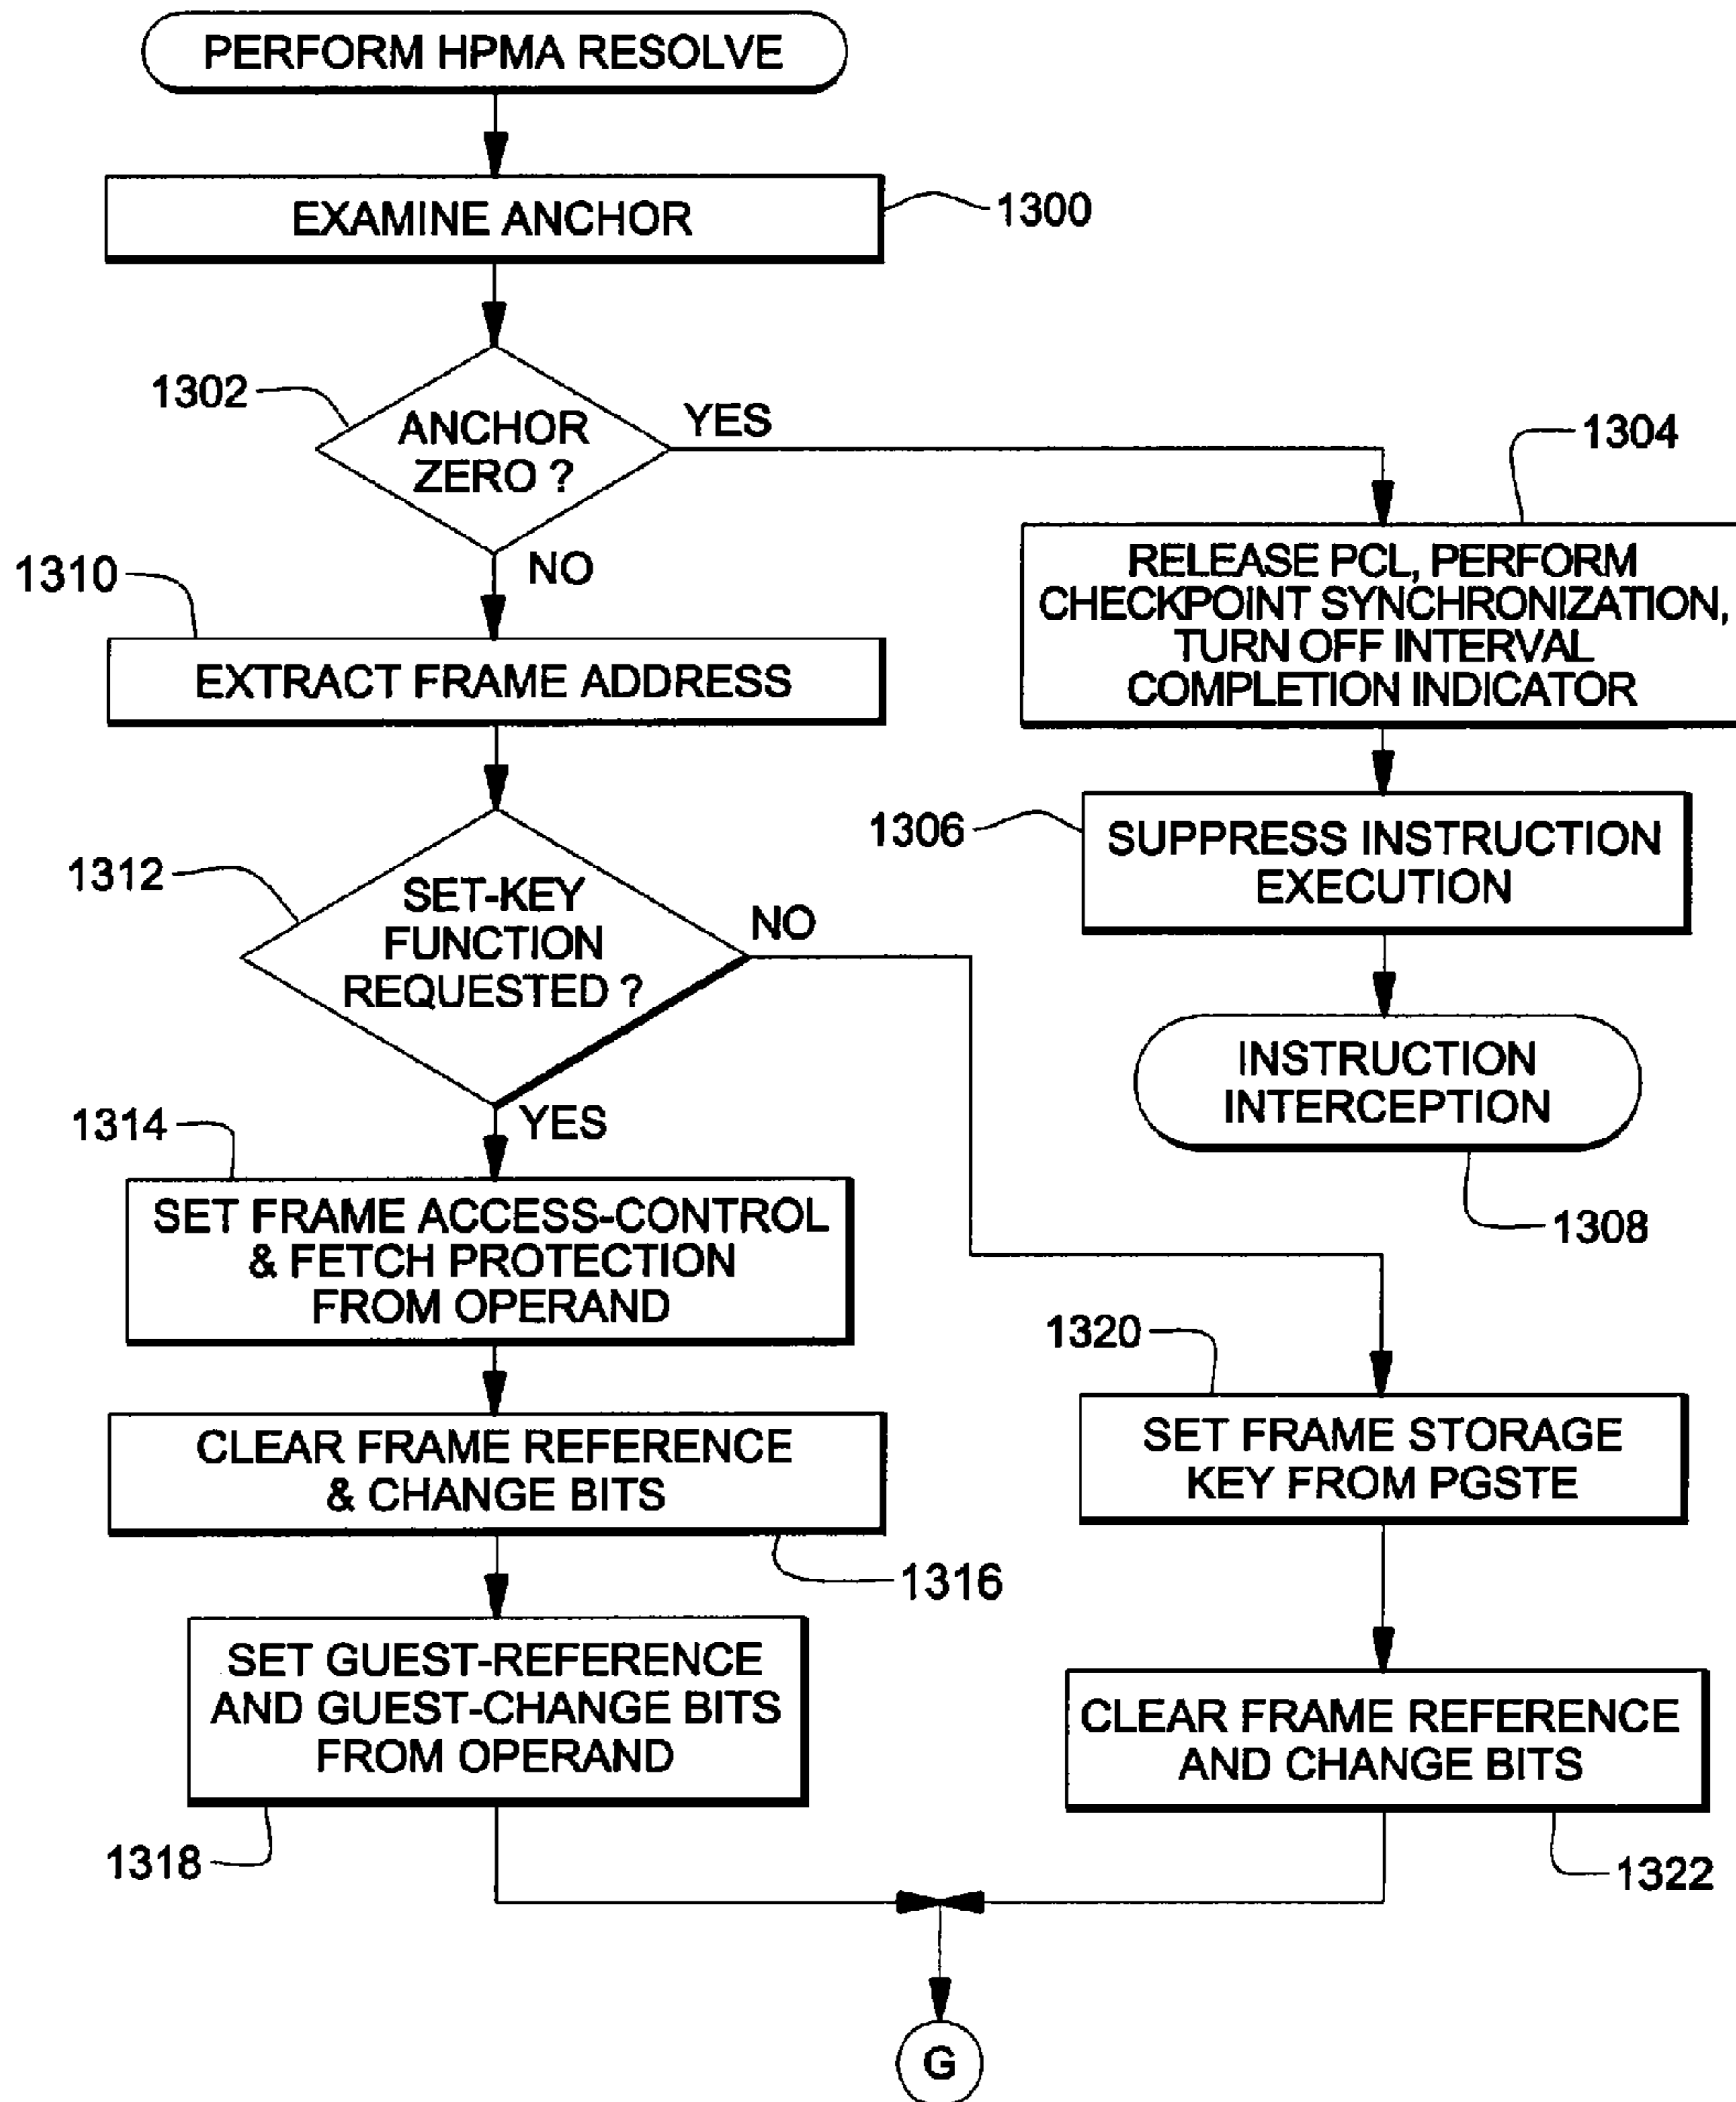 PERFORM HPMA RESOLVE
EXAMINE ANCHOR
1300
1302
ANCHOR
ZERO ?
YES
NO
1304
RELEASE PCL, PERFORM
CHECKPOINT SYNCHRONIZATION,
TURN OFF INTERVAL
COMPLETION INDICATOR
1306
SUPPRESS INSTRUCTION
EXECUTION
INSTRUCTION
INTERCEPTION
1308
1310
EXTRACT FRAME ADDRESS
1312
SET-KEY
FUNCTION
REQUESTED ?
NO
YES
1314
SET FRAME ACCESS-CONTROL
& FETCH PROTECTION
FROM OPERAND
CLEAR FRAME REFERENCE
& CHANGE BITS
1316
SET GUEST-REFERENCE
AND GUEST-CHANGE BITS
FROM OPERAND
1318
1320
SET FRAME STORAGE
KEY FROM PGSTE
CLEAR FRAME REFERENCE
AND CHANGE BITS
1322
G